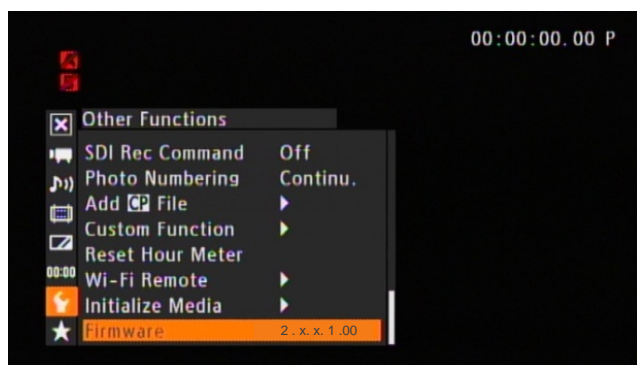 00:00:00.00 P
A
B
Other Functions
SDI Rec Command Off
Photo Numbering Continu.
Add CP File
Custom Function
Reset Hour Meter
00:00
Wi-Fi Remote
Initialize Media
Firmware 2 . x. x. 1 .00